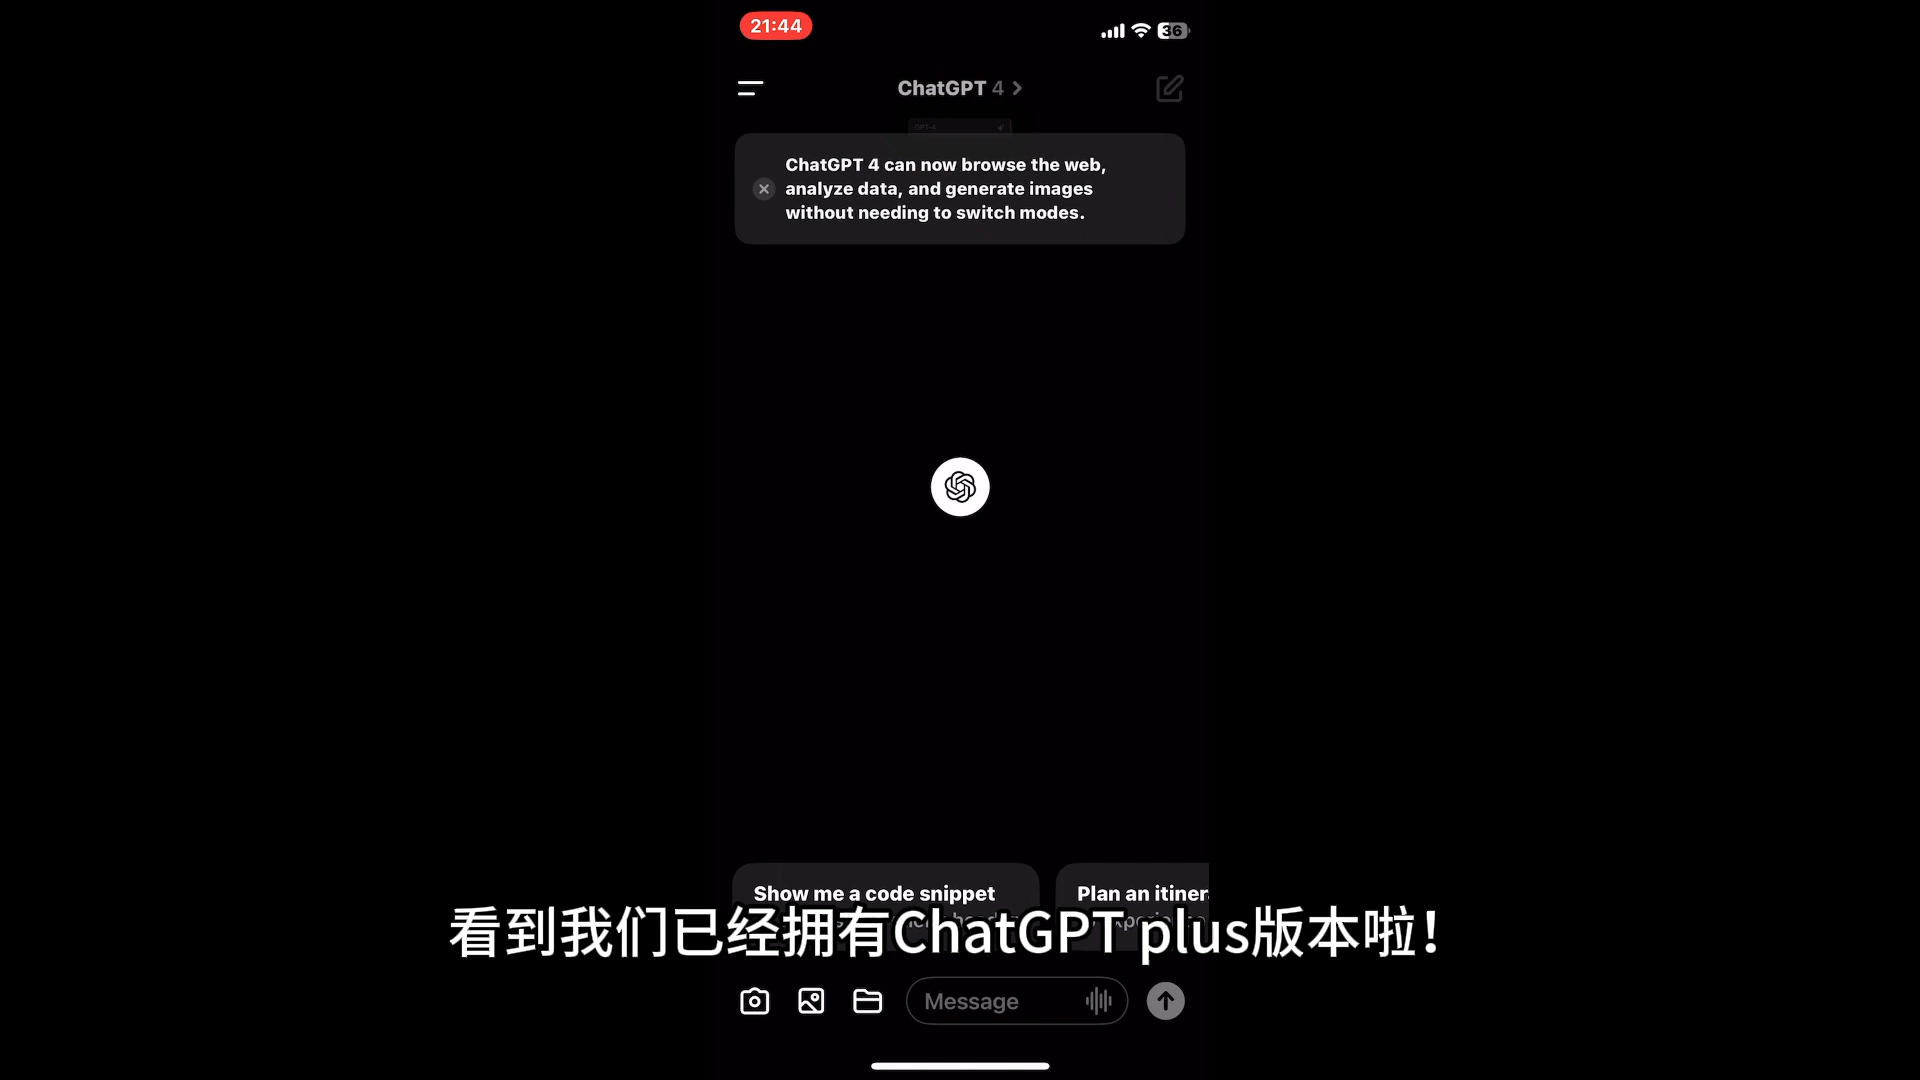 21:44
36
ChatGPT 4
GPT-4
ChatGPT 4 can now browse the web,
analyze data, and generate images
without needing to switch modes.
Show me a code snippet
Plan an itiner
看到我们已经拥有ChatGPT plus版本啦！
Message